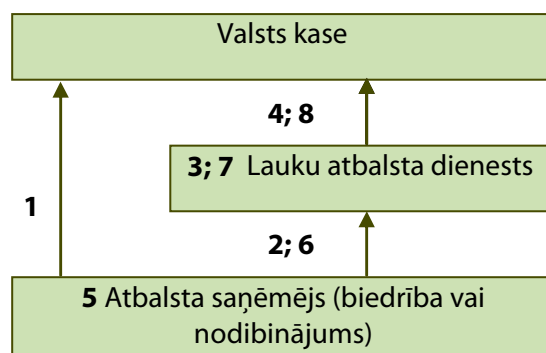 Valsts kase
4; 8
3; 7 Lauku atbalsta dienests
1
2; 6
5 Atbalsta saņēmējs (biedrība vai
nodibinājums)